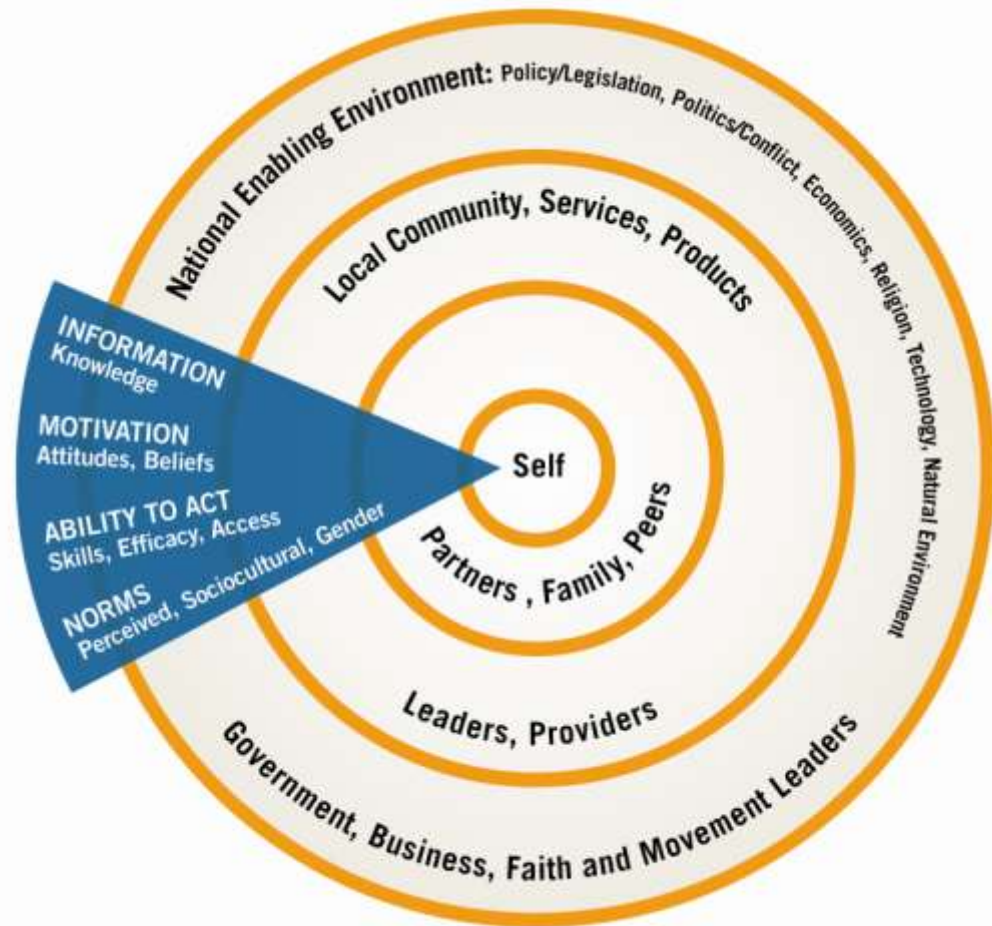 National Enabling Environment: Policy/Legislation, Politics/Conflict, Economics, Religion, Technology, Natural Environment
Local Community, Services, Products
INFORMATION
Knowledge
MOTIVATION
Attitudes, Beliefs
ABILITY TO ACT
Skills, Efficacy, Access
NORMS
Perceived, Sociocultural, Gender
Self
Partners , Family, Peers
Leaders, Providers
Government, Business, Faith and Movement Leaders